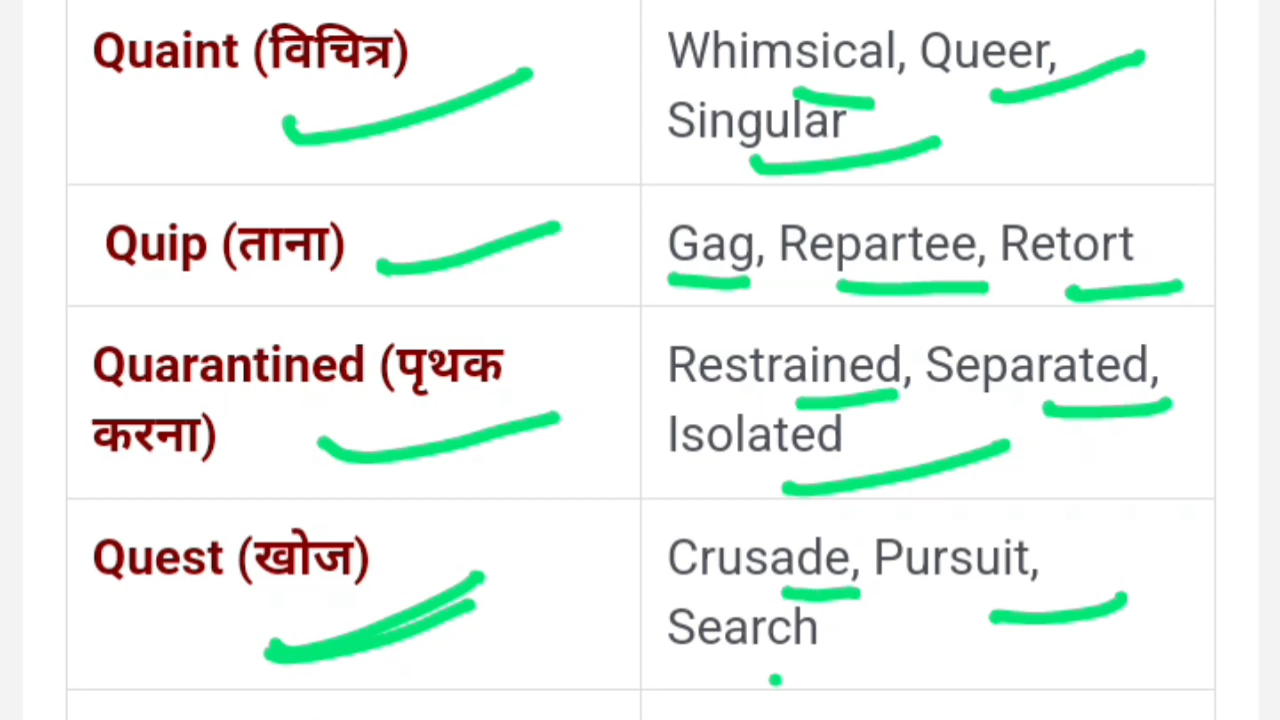 Quaint (विचित्र)
Whimsical, Queer,
Singular
Quip (ताना)
Gag, Repartee, Retort
Quarantined (पृथक
करना)
Restrained, Separated,
Isolated
Quest (खोज)
Crusade, Pursuit,
Search